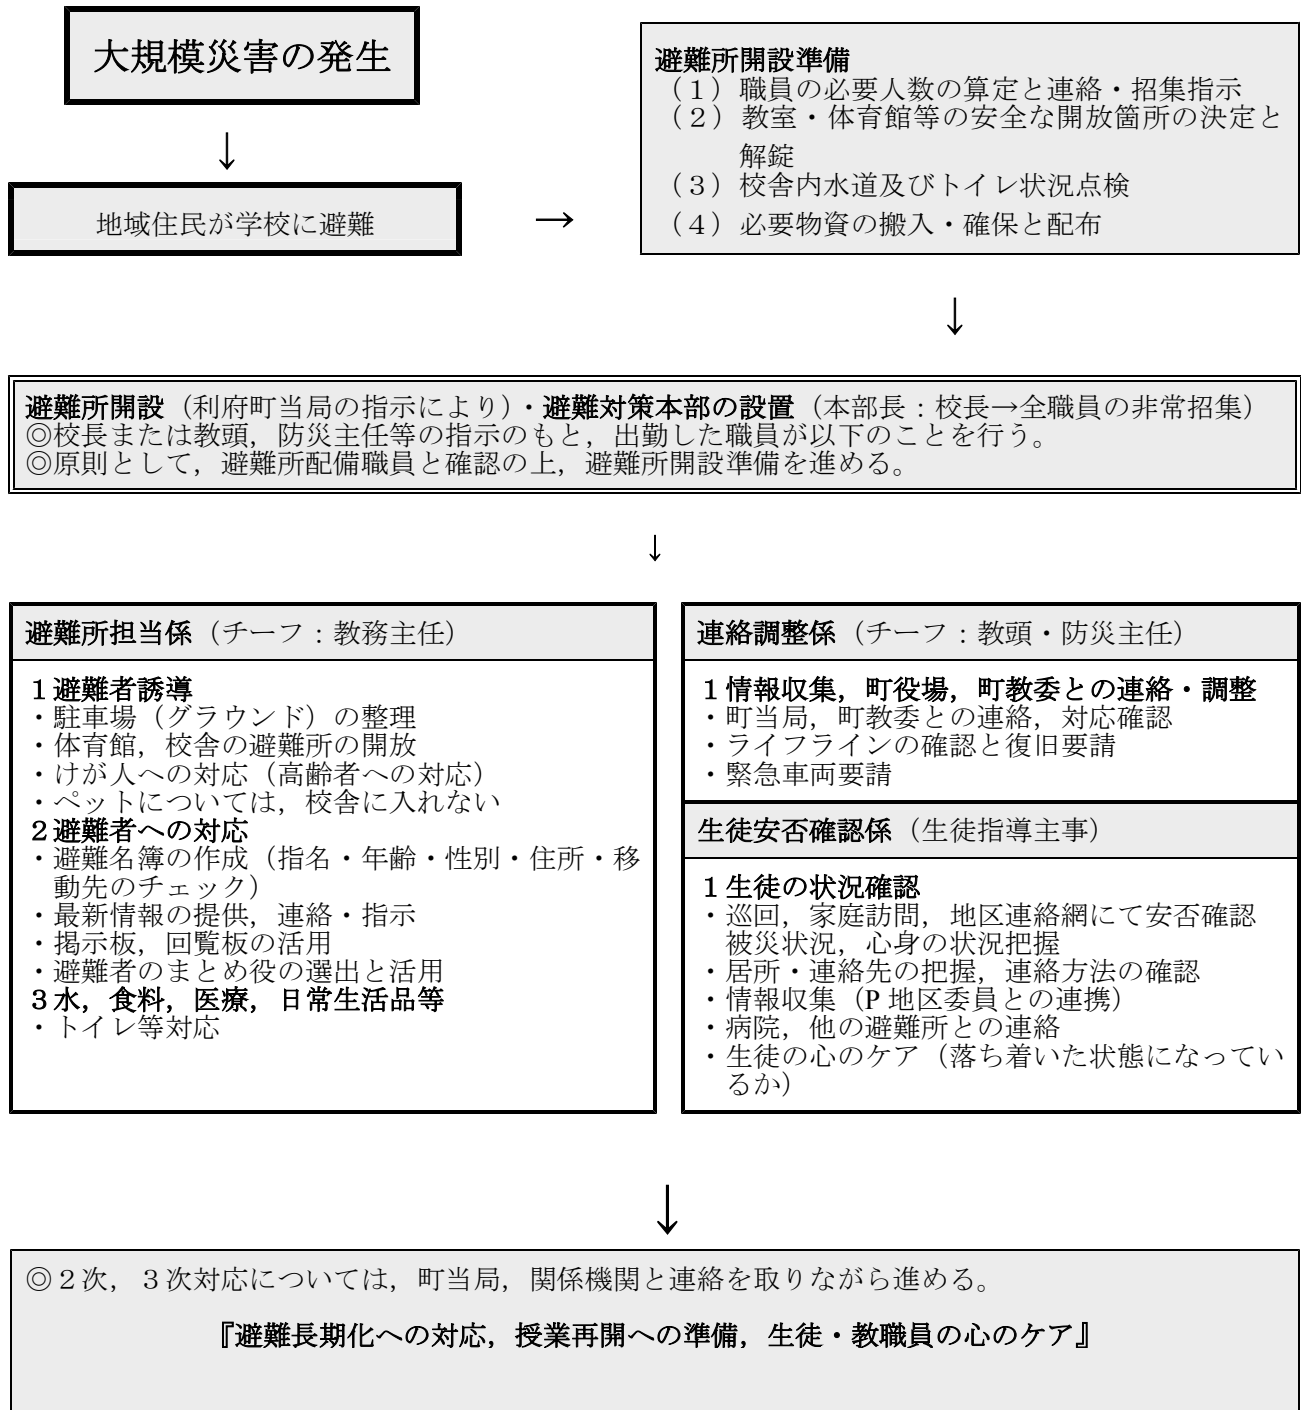 大規模災害の発生
↓
地域住民が学校に避難
→
避難所開設準備
（１）職員の必要人数の算定と連絡・招集指示
（２）教室・体育館等の安全な開放箇所の決定と
解錠
（３）校舎内水道及びトイレ状況点検
（４）必要物資の搬入・確保と配布
↓
避難所開設（利府町当局の指示により）・避難対策本部の設置（本部長：校長→全職員の非常招集）
◎校長または教頭，防災主任等の指示のもと，出勤した職員が以下のことを行う。
◎原則として，避難所配備職員と確認の上，避難所開設準備を進める。
↓
避難所担当係（チーフ：教務主任）
１避難者誘導
・駐車場（グラウンド）の整理
・体育館，校舎の避難所の開放
・けが人への対応（高齢者への対応）
・ペットについては，校舎に入れない
２避難者への対応
・避難名簿の作成（指名・年齢・性別・住所・移
動先のチェック）
・最新情報の提供，連絡・指示
・掲示板，回覧板の活用
・避難者のまとめ役の選出と活用
３水，食料，医療，日常生活品等
・トイレ等対応
連絡調整係（チーフ：教頭・防災主任）
１情報収集，町役場，町教委との連絡・調整
・町当局，町教委との連絡，対応確認
・ライフラインの確認と復旧要請
・緊急車両要請
生徒安否確認係（生徒指導主事）
１生徒の状況確認
・巡回，家庭訪問，地区連絡網にて安否確認
被災状況，心身の状況把握
・居所・連絡先の把握，連絡方法の確認
・情報収集（P 地区委員との連携）
・病院，他の避難所との連絡
・生徒の心のケア（落ち着いた状態になってい
るか）
↓
◎２次，３次対応については，町当局，関係機関と連絡を取りながら進める。
『避難長期化への対応，授業再開への準備，生徒・教職員の心のケア』